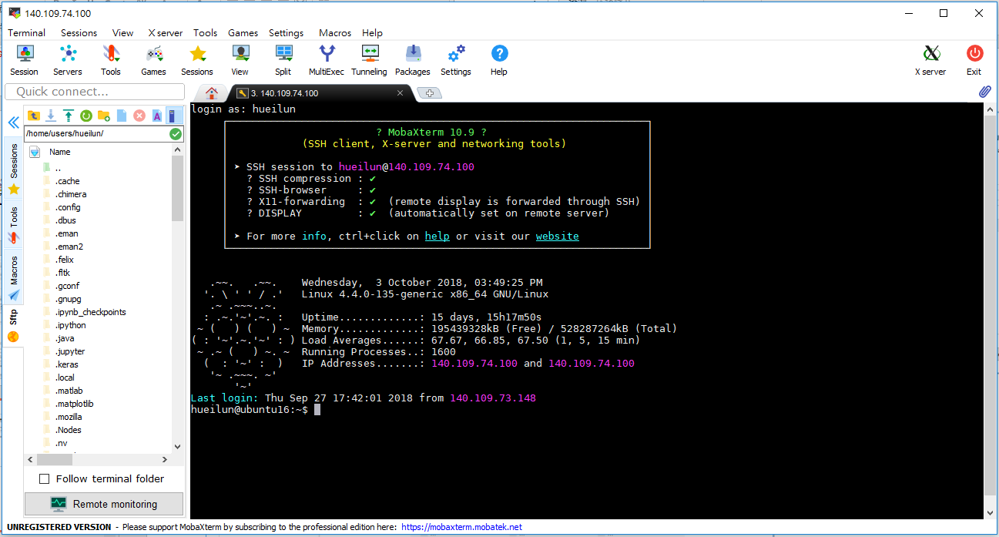 140.109.74.100
Terminal Sessions View X server Tools Games Settings Macros Help
Session Servers Tools Games Sessions View Split MultiExec Tunneling Packages Settings Help X server Exit
Quick connect...
3. 140.109.74.100
Sessions
Tools
Macros
Sftp
/home/users/hueilun/
Name
..
.cache
.chimera
.config
.dbus
.eman
.eman2
.felix
.fltk
.gconf
.gnupg
.ipynb_checkpoints
.ipython
.java
.jupyter
.keras
.local
.matlab
.matplotlib
.mozilla
.Nodes
.nv
Follow terminal folder
Remote monitoring
login as: hueilun
? MobaXterm 10.9 ?
(SSH client, X-server and networking tools)
➤ SSH session to hueilun@140.109.74.100
? SSH compression : ✔
? SSH-browser : ✔
? X11-forwarding : ✔ (remote display is forwarded through SSH)
? DISPLAY : ✔ (automatically set on remote server)
➤ For more info, ctrl+click on help or visit our website
.~~. .~~. Wednesday, 3 October 2018, 03:49:25 PM
'. \ ' ' / .' Linux 4.4.0-135-generic x86_64 GNU/Linux
.~ .~~~..~.
: .~.'~'.~. : Uptime.............: 15 days, 15h17m50s
~ ( ) ( ) ~ Memory.............: 195439328kB (Free) / 528287264kB (Total)
( : '~'.~.'~' : ) Load Averages......: 67.67, 66.85, 67.50 (1, 5, 15 min)
~ .~ ( ) ~. ~ Running Processes..: 1600
( : '~' : ) IP Addresses.......: 140.109.74.100 and 140.109.74.100
'~ .~~~. ~'
'~'
Last login: Thu Sep 27 17:42:01 2018 from 140.109.73.148
hueilun@ubuntu16:~$
UNREGISTERED VERSION - Please support MobaXterm by subscribing to the professional edition here: https://mobaxterm.mobatek.net